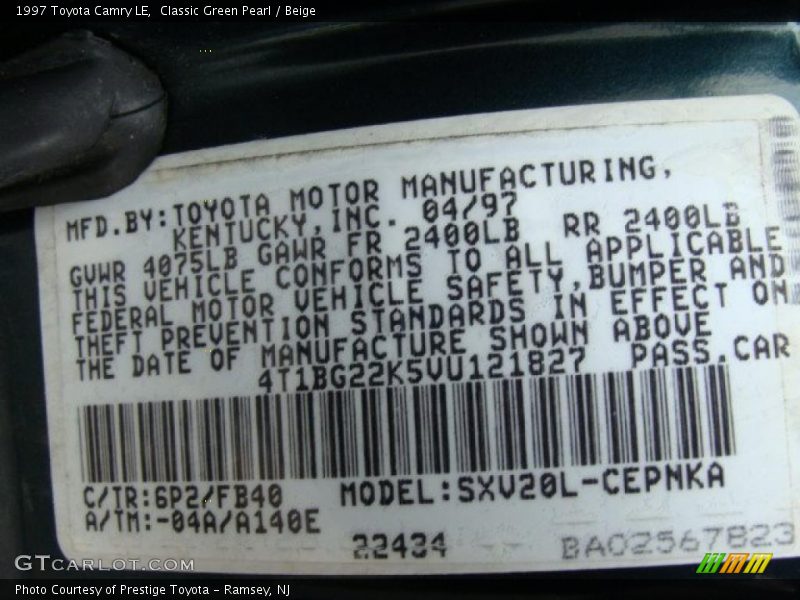 1997 Toyota Camry LE,  Classic Green Pearl / Beige
MFD.BY:TOYOTA MOTOR MANUFACTURING,
KENTUCKY,INC. 04/97
GVWR 4075LB GAWR FR 2400LB RR 2400LB
THIS VEHICLE CONFORMS TO ALL APPLICABLE
FEDERAL MOTOR VEHICLE SAFETY,BUMPER AND
THEFT PREVENTION STANDARDS IN EFFECT ON
THE DATE OF MANUFACTURE SHOWN ABOVE
4T1BG22K5VU121827 PASS.CAR
C/TR:6P2/FB40 MODEL:SXV20L-CEPNKA
A/TM:-04A/A140E
22434 BA02567823
GTCARLOT.COM
Photo Courtesy of Prestige Toyota - Ramsey, NJ